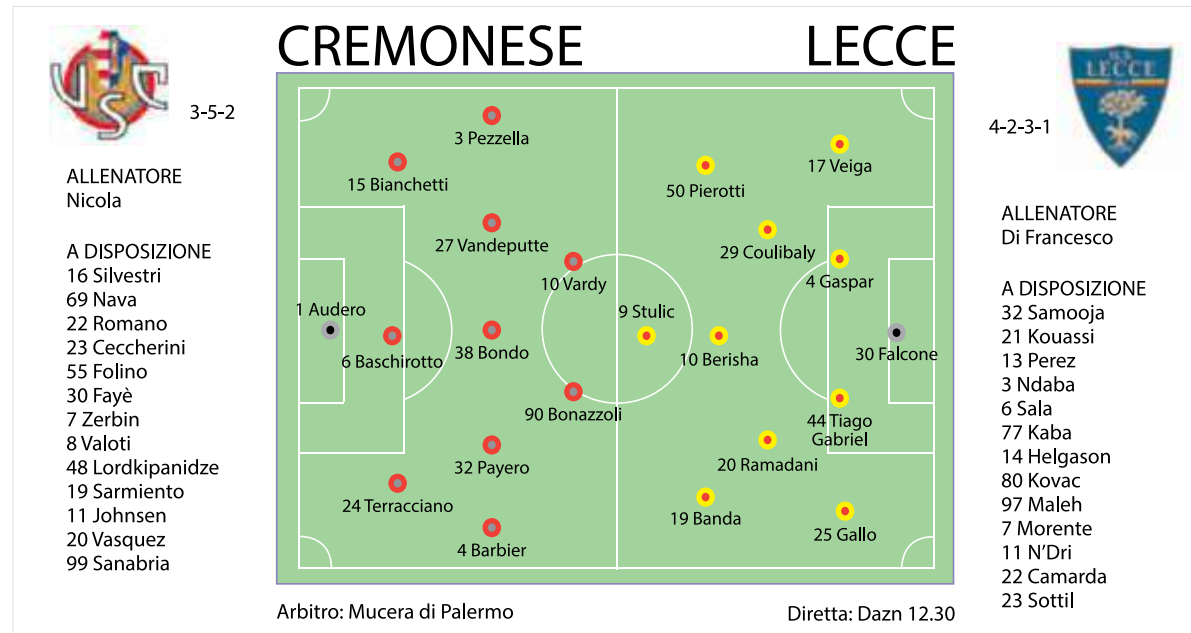 CREMONESE
LECCE
USC
3-5-2
ALLENATORE
Nicola
A DISPOSIZIONE
16 Silvestri
69 Nava
22 Romano
23 Ceccherini
55 Folino
30 Fayè
7 Zerbin
8 Valoti
48 Lordkipanidze
19 Sarmiento
11 Johnsen
20 Vasquez
99 Sanabria
3 Pezzella
15 Bianchetti
27 Vandeputte
10 Vardy
1 Audero
6 Baschirotto
38 Bondo
90 Bonazzoli
32 Payero
24 Terracciano
4 Barbier
17 Veiga
50 Pierotti
29 Coulibaly
4 Gaspar
9 Stulic
10 Berisha
30 Falcone
44 Tiago
Gabriel
20 Ramadani
19 Banda
25 Gallo
U.S.
LECCE
4-2-3-1
ALLENATORE
Di Francesco
A DISPOSIZIONE
32 Samooja
21 Kouassi
13 Perez
3 Ndaba
6 Sala
77 Kaba
14 Helgason
80 Kovac
97 Maleh
7 Morente
11 N’Dri
22 Camarda
23 Sottil
Arbitro: Mucera di Palermo
Diretta: Dazn 12.30